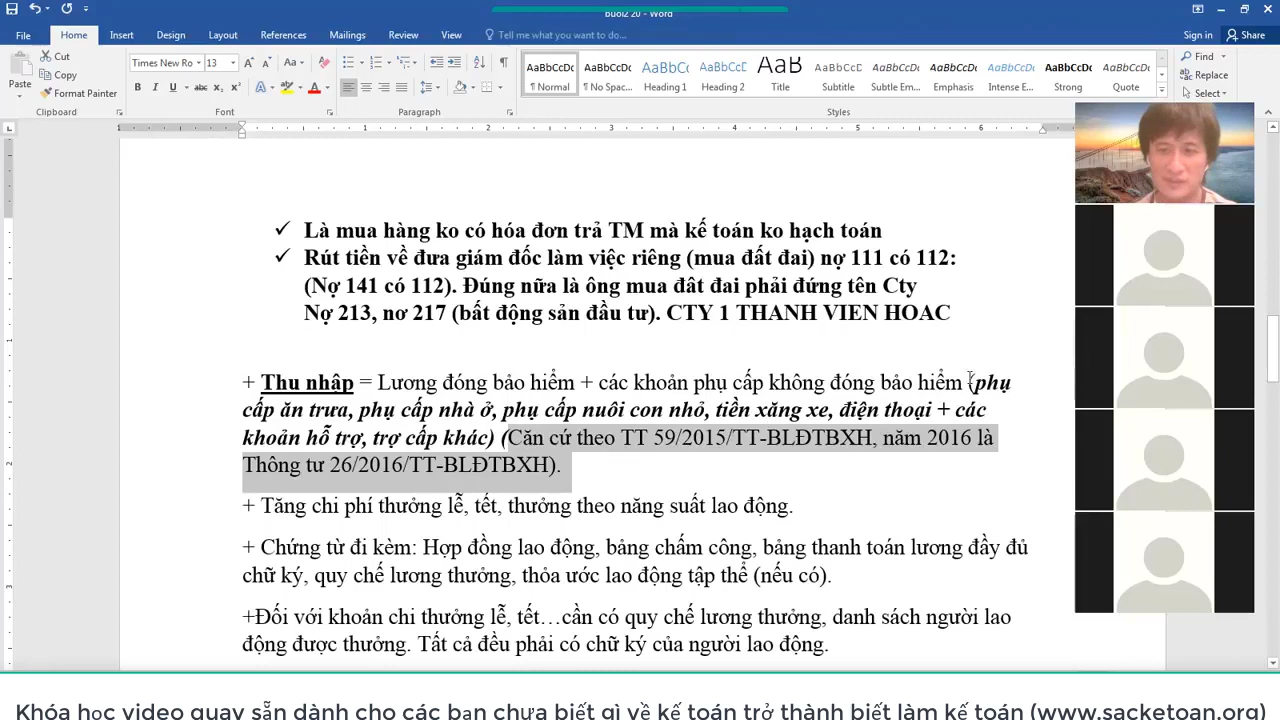 buoi2 20 - Word
File Home Insert Design Layout References Mailings Review View Tell me what you want to do... Sign in Share
Paste Cut Copy Format Painter
Times New Ro 13 Aa
B I U abc X₂ X² A A
AaBbCcDc AaBbCcDc AaBbCc AaBbCcC AaB AaBbCcD AaBbCcDc AaBbCcDc AaBbCcDc AaBbCcDc AaBbCcDc
¶ Normal ¶ No Spac... Heading 1 Heading 2 Title Subtitle Subtle Em... Emphasis Intense E... Strong Quote
Find Replace Select
Clipboard Font Paragraph Styles Editing
1 1 2 3 4 5 6
✓ Là mua hàng ko có hóa đơn trả TM mà kế toán ko hạch toán
✓ Rút tiền về đưa giám đốc làm việc riêng (mua đất đai) nợ 111 có 112:
(Nợ 141 có 112). Đúng nữa là ông mua đât đai phải đứng tên Cty
Nợ 213, nơ 217 (bất động sản đầu tư). CTY 1 THANH VIEN HOAC
+ Thu nhập = Lương đóng bảo hiểm + các khoản phụ cấp không đóng bảo hiểm (phụ
cấp ăn trưa, phụ cấp nhà ở, phụ cấp nuôi con nhỏ, tiền xăng xe, điện thoại + các
khoản hỗ trợ, trợ cấp khác) (Căn cứ theo TT 59/2015/TT-BLĐTBXH, năm 2016 là
Thông tư 26/2016/TT-BLĐTBXH).
+ Tăng chi phí thưởng lễ, tết, thưởng theo năng suất lao động.
+ Chứng từ đi kèm: Hợp đồng lao động, bảng chấm công, bảng thanh toán lương đầy đủ
chữ ký, quy chế lương thưởng, thỏa ước lao động tập thể (nếu có).
+Đối với khoản chi thưởng lễ, tết…cần có quy chế lương thưởng, danh sách người lao
động được thưởng. Tất cả đều phải có chữ ký của người lao động.
Khóa học video quay sẵn dành cho các bạn chưa biết gì về kế toán trở thành biết làm kế toán (www.sacketoan.org)